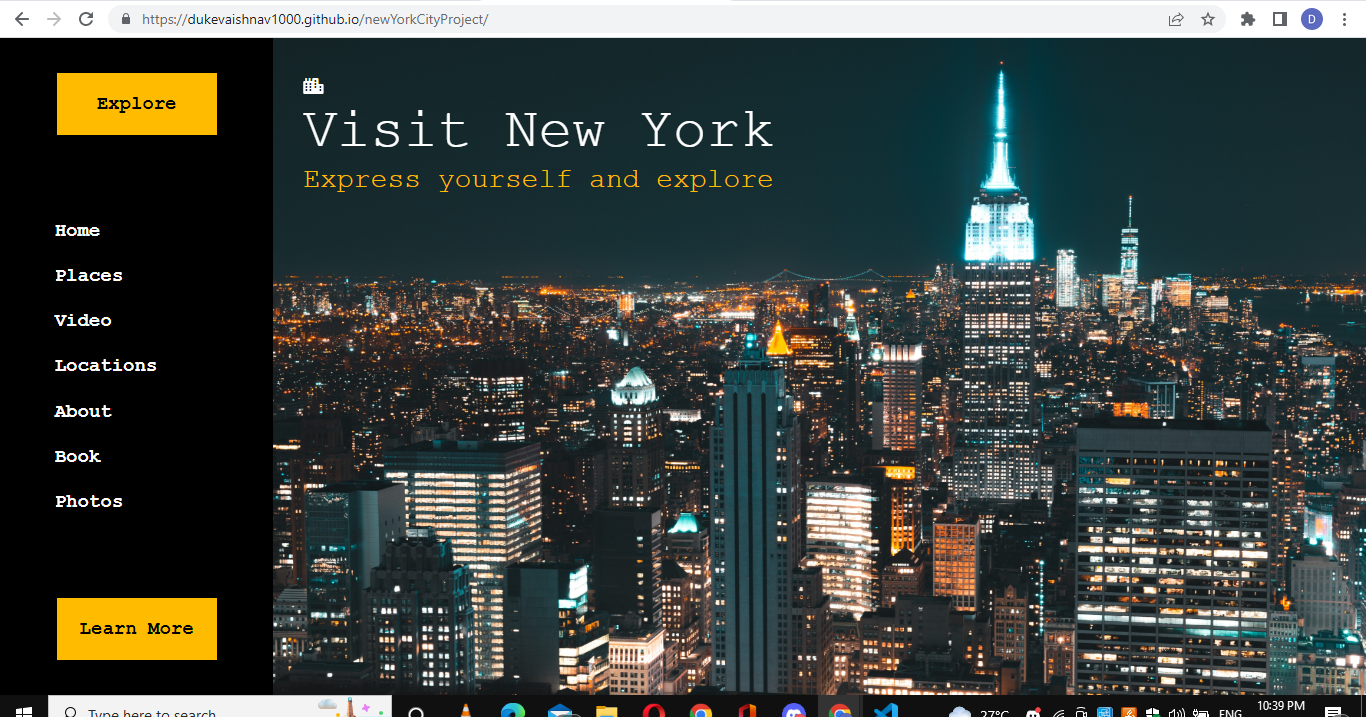 https://dukevaishnav1000.github.io/newYorkCityProject/
D
Explore
Home
Places
Video
Locations
About
Book
Photos
Learn More
Visit New York
Express yourself and explore
Type here to search
27°C
ENG
10:39 PM